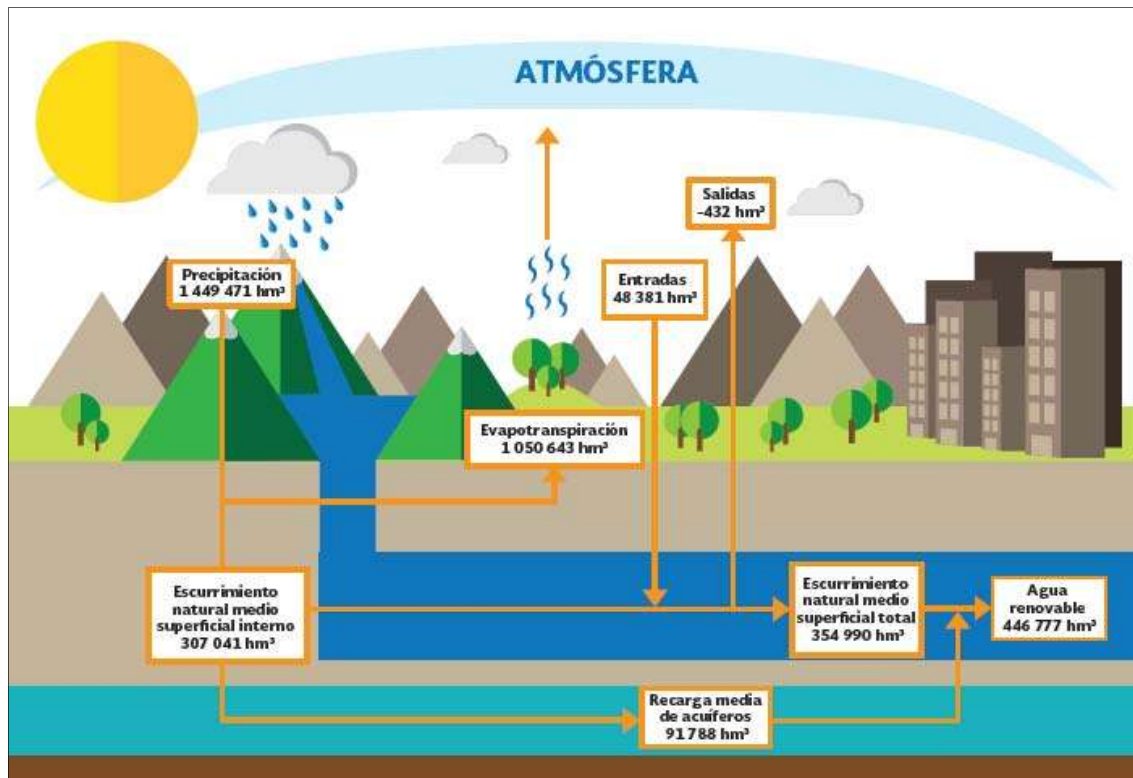 ATMÓSFERA
Salidas
-432 hm³
Precipitación
1 449 471 hm³
Entradas
48 381 hm³
Evapotranspiración
1 050 643 hm³
Escurrimiento
natural medio
superficial interno
307 041 hm³
Escurrimiento
natural medio
superficial total
354 990 hm³
Agua
renovable
446 777 hm³
Recarga media
de acuíferos
91 788 hm³